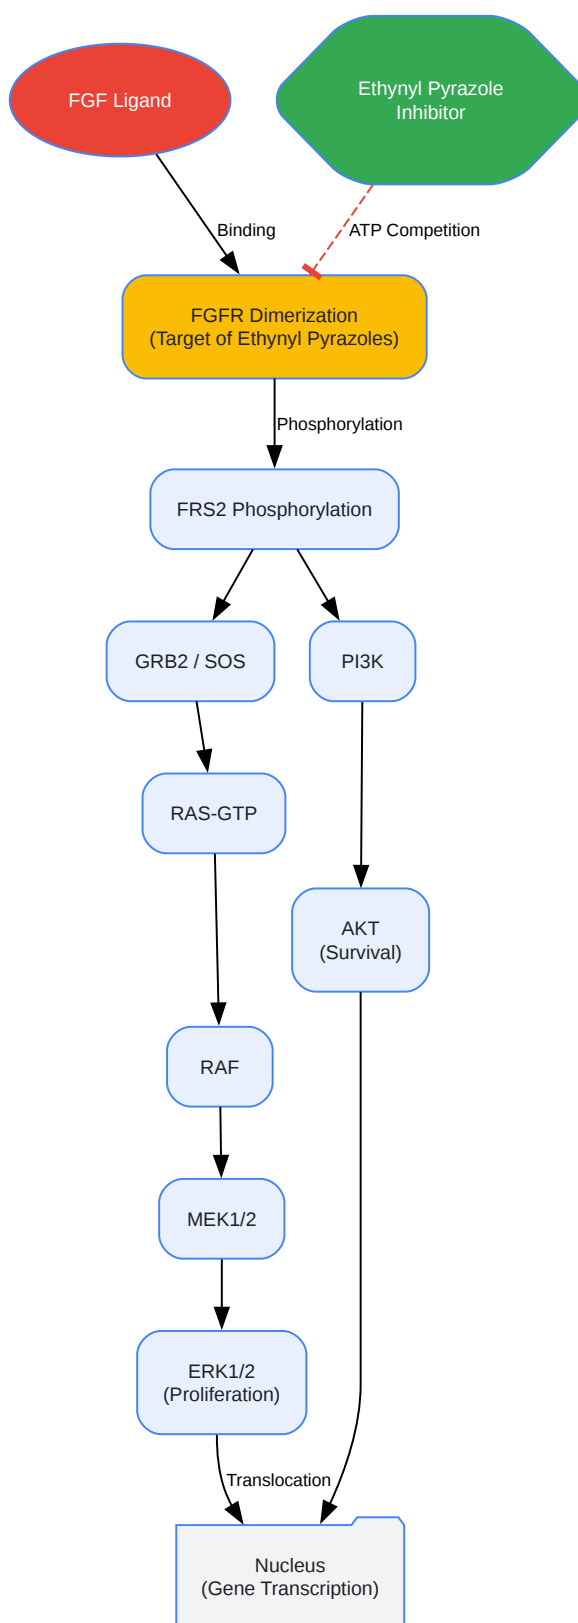 FGF Ligand
Ethynyl Pyrazole
Inhibitor
Binding
ATP Competition
FGFR Dimerization
(Target of Ethynyl Pyrazoles)
Phosphorylation
FRS2 Phosphorylation
GRB2 / SOS
PI3K
RAS-GTP
AKT
(Survival)
RAF
MEK1/2
ERK1/2
(Proliferation)
Translocation
Nucleus
(Gene Transcription)